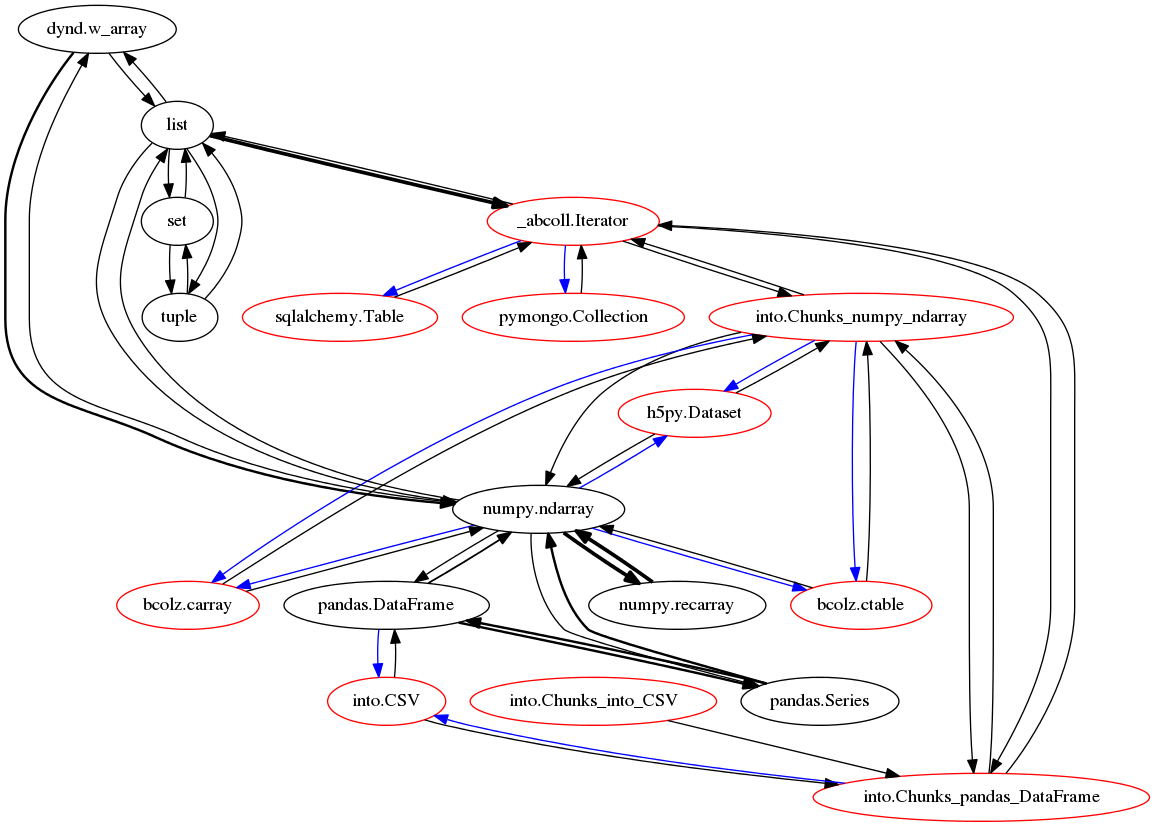 dynd.w_array
list
set
_abcoll.Iterator
tuple
sqlalchemy.Table
pymongo.Collection
into.Chunks_numpy_ndarray
h5py.Dataset
numpy.ndarray
bcolz.carray
pandas.DataFrame
numpy.recarray
bcolz.ctable
into.CSV
into.Chunks_into_CSV
pandas.Series
into.Chunks_pandas_DataFrame